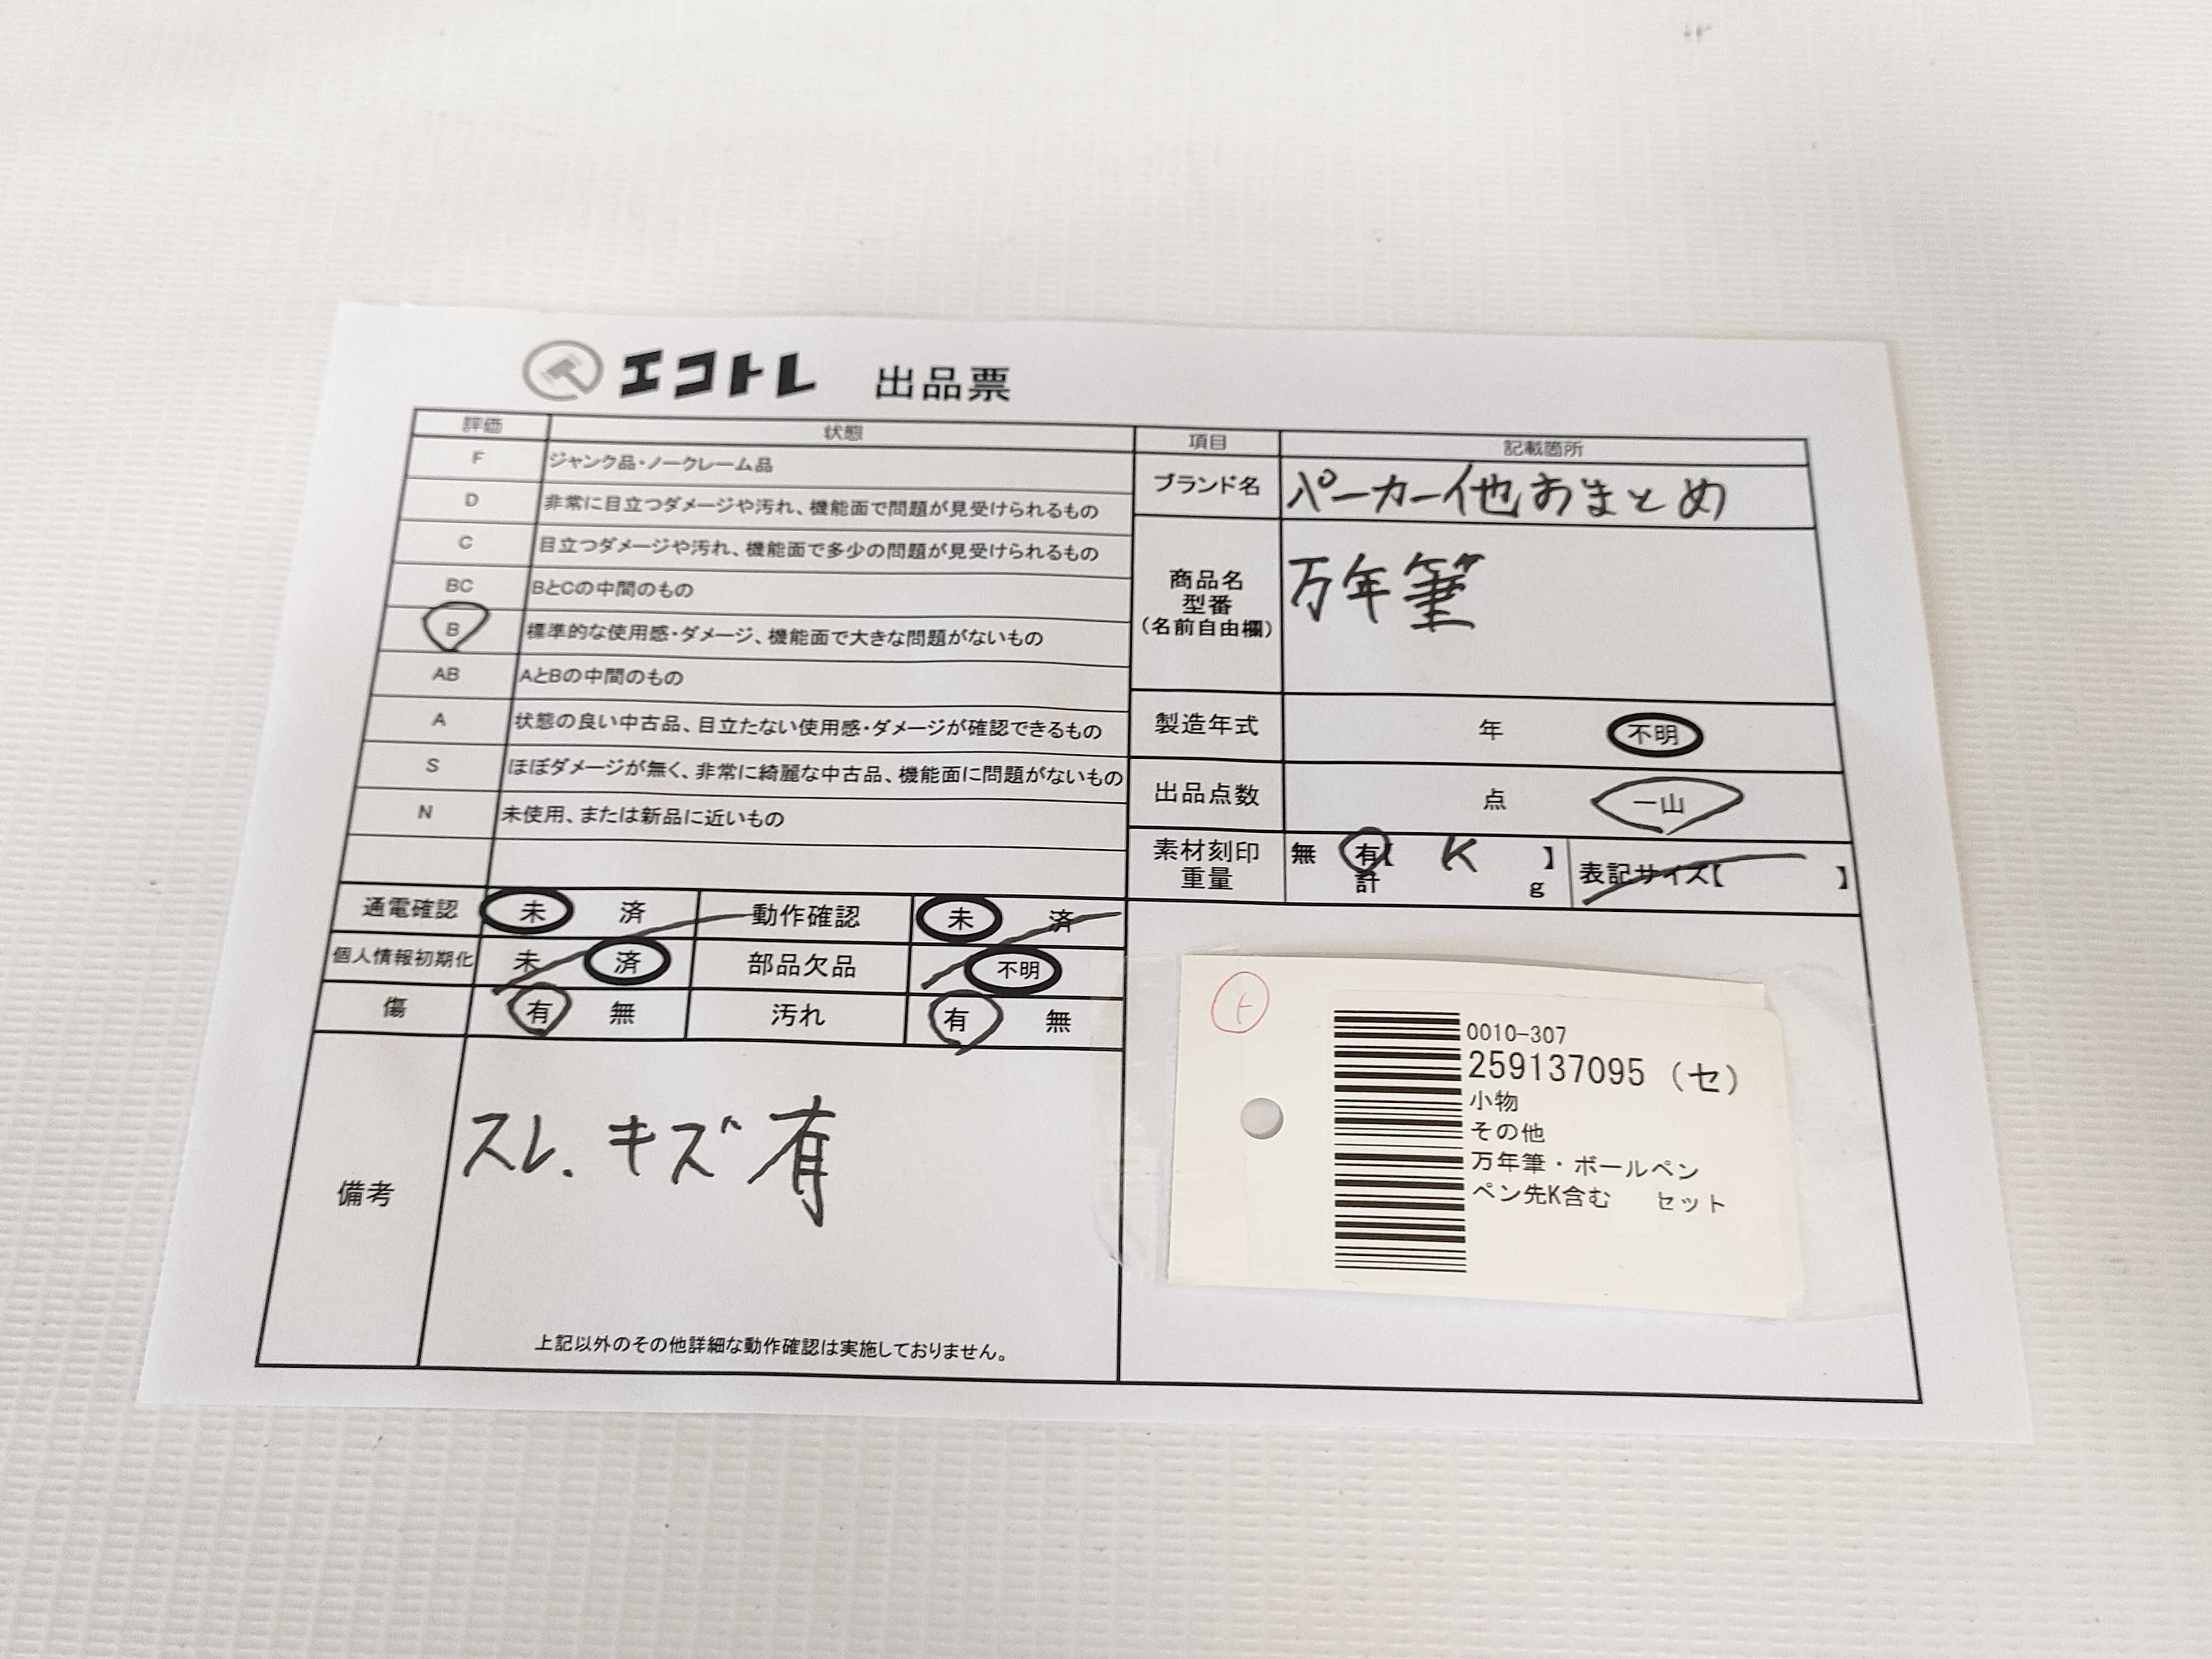 エコトレ 出品票
評価 状態
F ジャンク品・ノークレーム品
D 非常に目立つダメージや汚れ、機能面で問題が見受けられるもの
C 目立つダメージや汚れ、機能面で多少の問題が見受けられるもの
BC BとCの中間のもの
B 標準的な使用感・ダメージ、機能面で大きな問題がないもの
AB AとBの中間のもの
A 状態の良い中古品、目立たない使用感・ダメージが確認できるもの
S ほぼダメージが無く、非常に綺麗な中古品、機能面に問題がないもの
N 未使用、または新品に近いもの
通電確認 未 済 動作確認 未 済
個人情報初期化 未 済 部品欠品 不明
傷 有 無 汚れ 有 無
備考 スレ、キズ有
上記以外のその他詳細な動作確認は実施しておりません。
項目 記載箇所
ブランド名 パーカー他おまとめ
商品名
型番
(名前自由欄)
万年筆
製造年式 年 不明
出品点数 点 一山
素材刻印
重量
無 有【 K 】
計 g
表記サイズ【 】
ト
0010-307
259137095 (セ)
小物
その他
万年筆・ボールペン
ペン先K含む セット